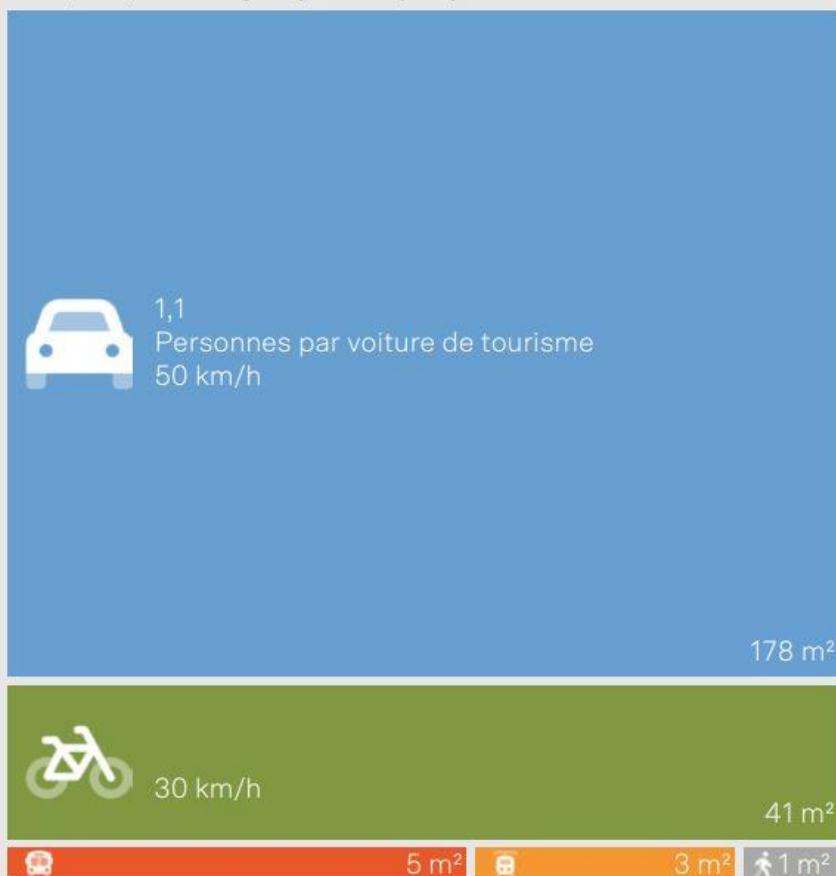 1,1
Personnes par voiture de tourisme
50 km/h
178 m²
30 km/h
41 m²
5 m²
3 m²
1 m²